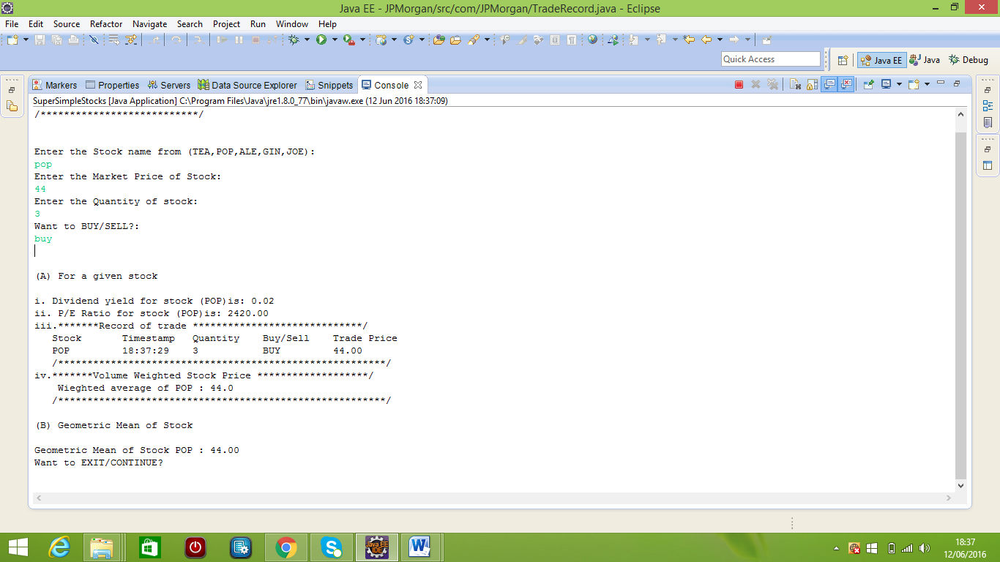 Java EE - JPMorgan/src/com/JPMorgan/TradeRecord.java - Eclipse
File Edit Source Refactor Navigate Search Project Run Window Help
Quick Access
Java EE Java Debug
Markers Properties Servers Data Source Explorer Snippets Console
SuperSimpleStocks [Java Application] C:\Program Files\Java\jre1.8.0_77\bin\javaw.exe (12 Jun 2016 18:37:09)
/***************************/
Enter the Stock name from (TEA,POP,ALE,GIN,JOE):
pop
Enter the Market Price of Stock:
44
Enter the Quantity of stock:
3
Want to BUY/SELL?:
buy
(A) For a given stock
i. Dividend yield for stock (POP)is: 0.02
ii. P/E Ratio for stock (POP)is: 2420.00
iii.*******Record of trade *****************************/
Stock Timestamp Quantity Buy/Sell Trade Price
POP 18:37:29 3 BUY 44.00
/********************************************************/
iv.*******Volume Weighted Stock Price *******************/
Wieghted average of POP : 44.0
/********************************************************/
(B) Geometric Mean of Stock
Geometric Mean of Stock POP : 44.00
Want to EXIT/CONTINUE?
Java EE
IDE
18:37
12/06/2016